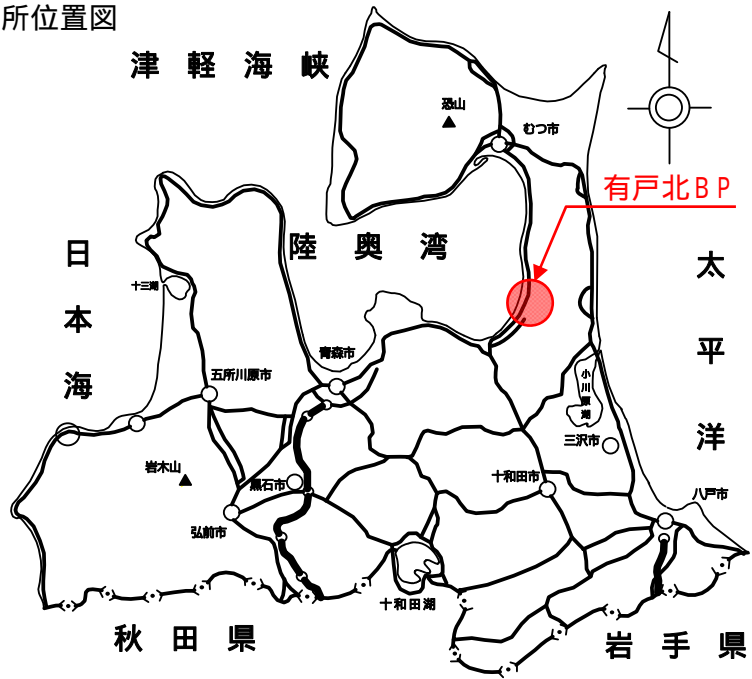 所位置図
津軽海峡
恐山
むつ市
有戸北BP
陸奥湾
日本海
太平洋
十三湖
青森市
五所川原市
小川原湖
三沢市
岩木山
黒石市
十和田市
八戸市
弘前市
十和田湖
秋田県
岩手県